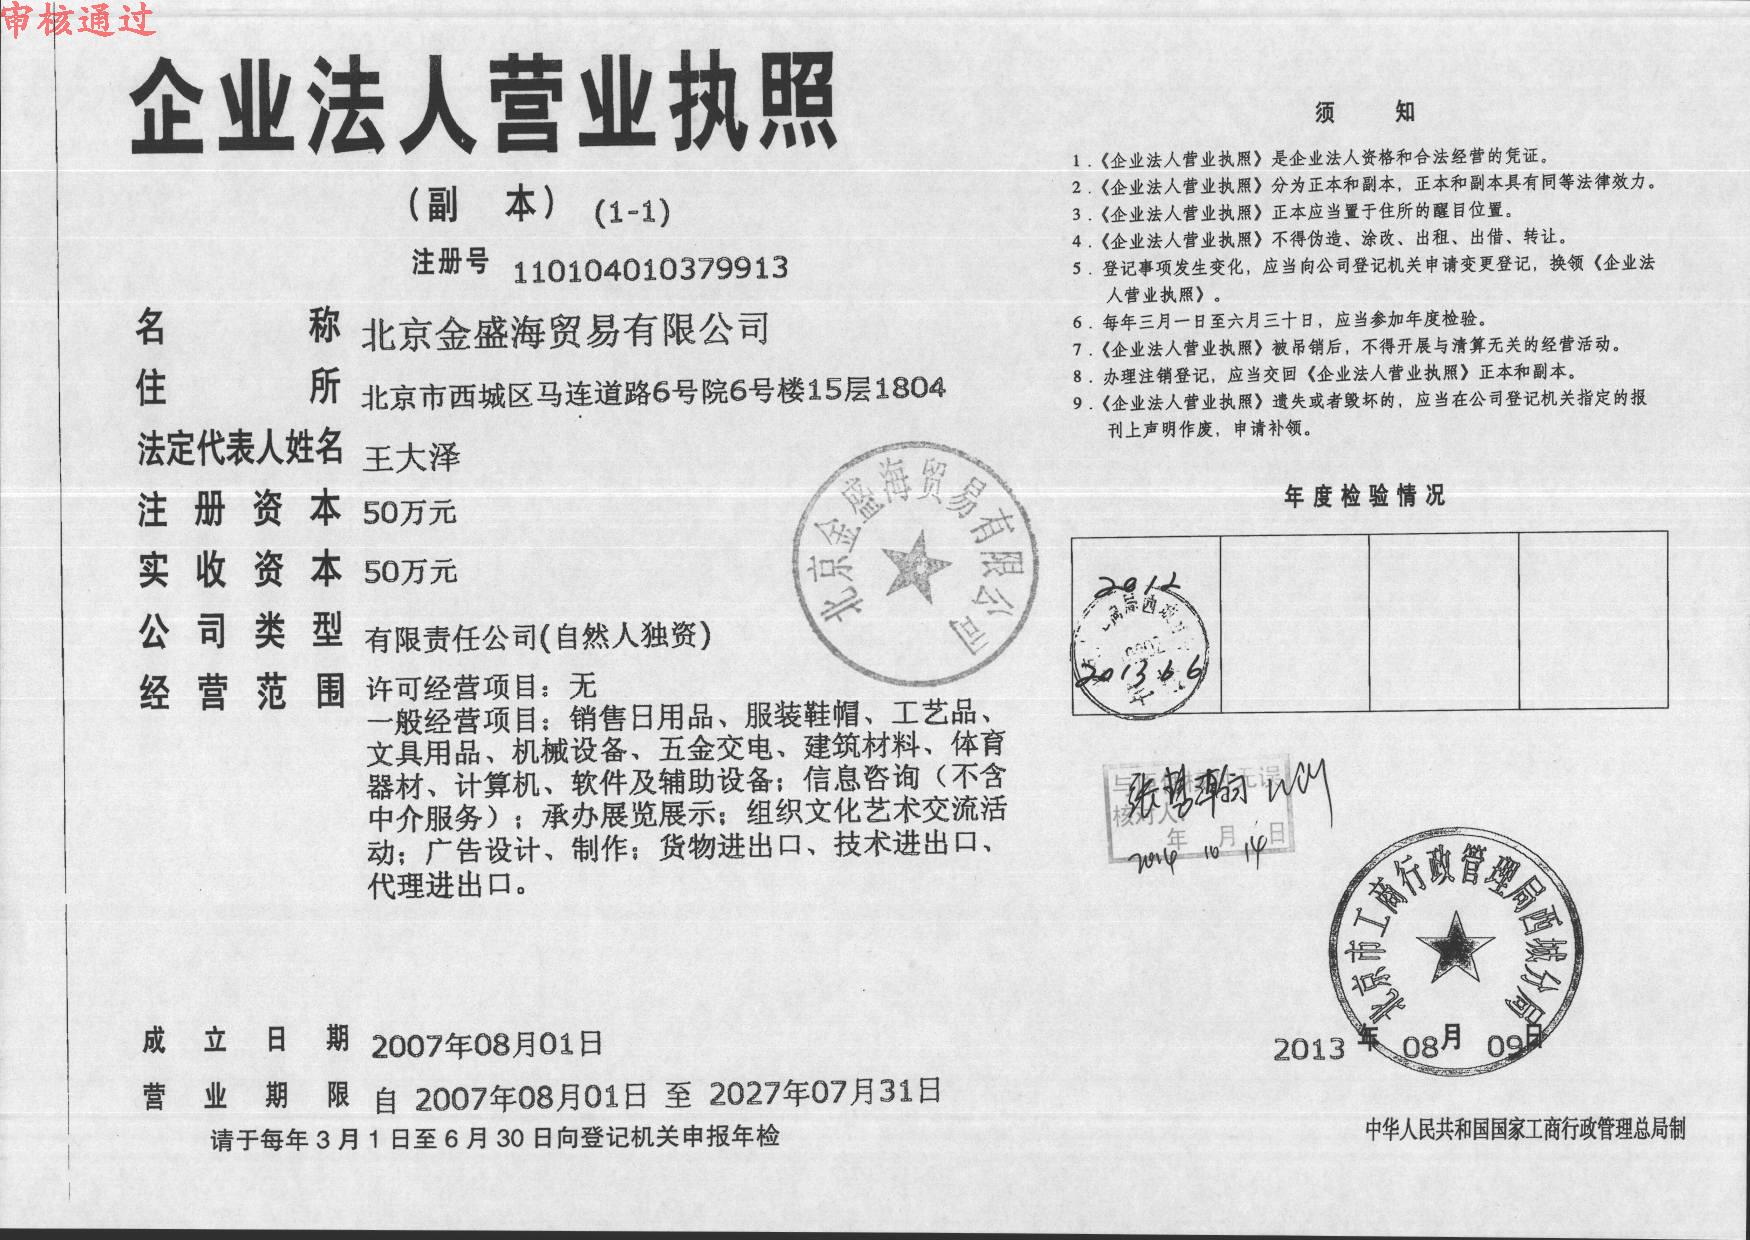 审核通过
企业法人营业执照
（副 本） (1-1)
注册号 110104010379913
名 称 北京金盛海贸易有限公司
住 所 北京市西城区马连道路6号院6号楼15层1804
法定代表人姓名 王大泽
注 册 资 本 50万元
实 收 资 本 50万元
公 司 类 型 有限责任公司(自然人独资)
经 营 范 围 许可经营项目：无
一般经营项目：销售日用品、服装鞋帽、工艺品、
文具用品、机械设备、五金交电、建筑材料、体育
器材、计算机、软件及辅助设备；信息咨询（不含
中介服务）；承办展览展示；组织文化艺术交流活
动；广告设计、制作；货物进出口、技术进出口、
代理进出口。
北京金盛海贸易有限公司
成 立 日 期 2007年08月01日
营 业 期 限 自 2007年08月01日 至 2027年07月31日
请于每年3月1日至6月30日向登记机关申报年检
须 知
1．《企业法人营业执照》是企业法人资格和合法经营的凭证。
2．《企业法人营业执照》分为正本和副本，正本和副本具有同等法律效力。
3．《企业法人营业执照》正本应当置于住所的醒目位置。
4．《企业法人营业执照》不得伪造、涂改、出租、出借、转让。
5．登记事项发生变化，应当向公司登记机关申请变更登记，换领《企业法
人营业执照》。
6．每年三月一日至六月三十日，应当参加年度检验。
7．《企业法人营业执照》被吊销后，不得开展与清算无关的经营活动。
8．办理注销登记，应当交回《企业法人营业执照》正本和副本。
9．《企业法人营业执照》遗失或者毁坏的，应当在公司登记机关指定的报
刊上声明作废，申请补领。
年度检验情况
2012
局西城
2013 6 6
无误
核对人
年 月 日
2014 10 14
北京市工商行政管理局西城分局
2013 年 08月 09日
中华人民共和国国家工商行政管理总局制